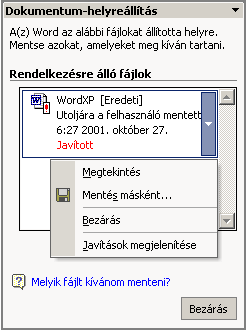 Dokumentum-helyreállítás
A(z) Word az alábbi fájlokat állította helyre.
Mentse azokat, amelyeket meg kíván tartani.
Rendelkezésre álló fájlok
WordXP [Eredeti]
Utoljára a felhasználó mentett
6:27 2001. október 27.
Javított
Megtekintés
Mentés másként...
Bezárás
Javítások megjelenítése
Melyik fájlt kívánom menteni?
Bezárás